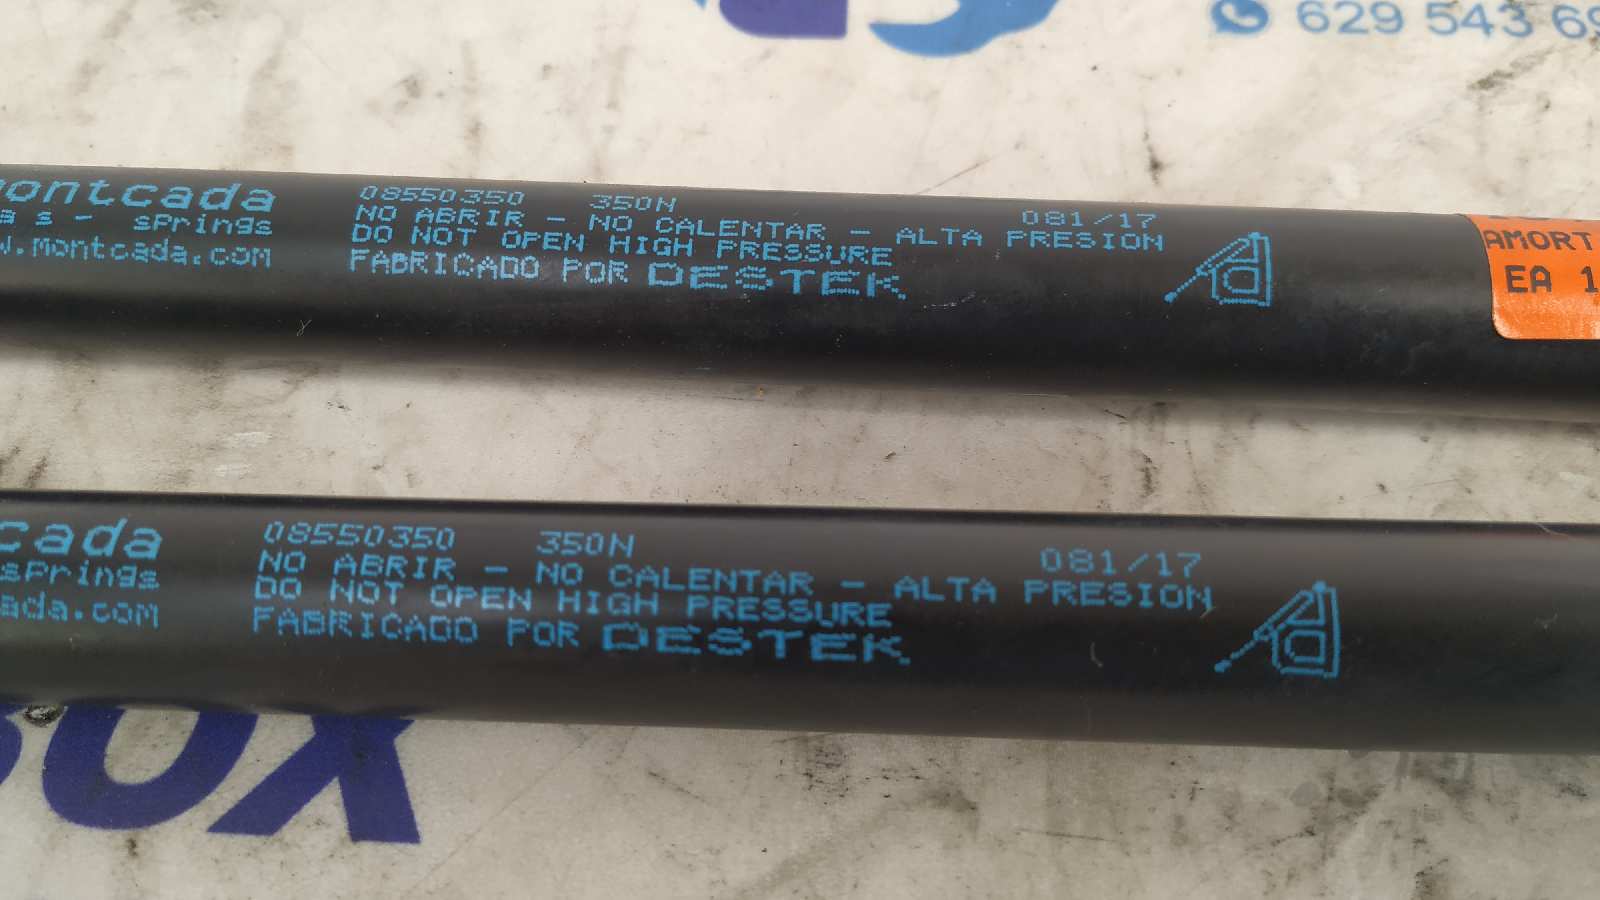 629 543 69
montcada 08550350 350N 081/17
as - springs NO ABRIR - NO CALENTAR - ALTA PRESION
w.montcada.com DO NOT OPEN HIGH PRESSURE
FABRICADO POR DESTEK
AMORT
EA 1
cada 08550350 350N 081/17
springs NO ABRIR - NO CALENTAR - ALTA PRESION
ada.com DO NOT OPEN HIGH PRESSURE
FABRICADO POR DESTEK
BOX